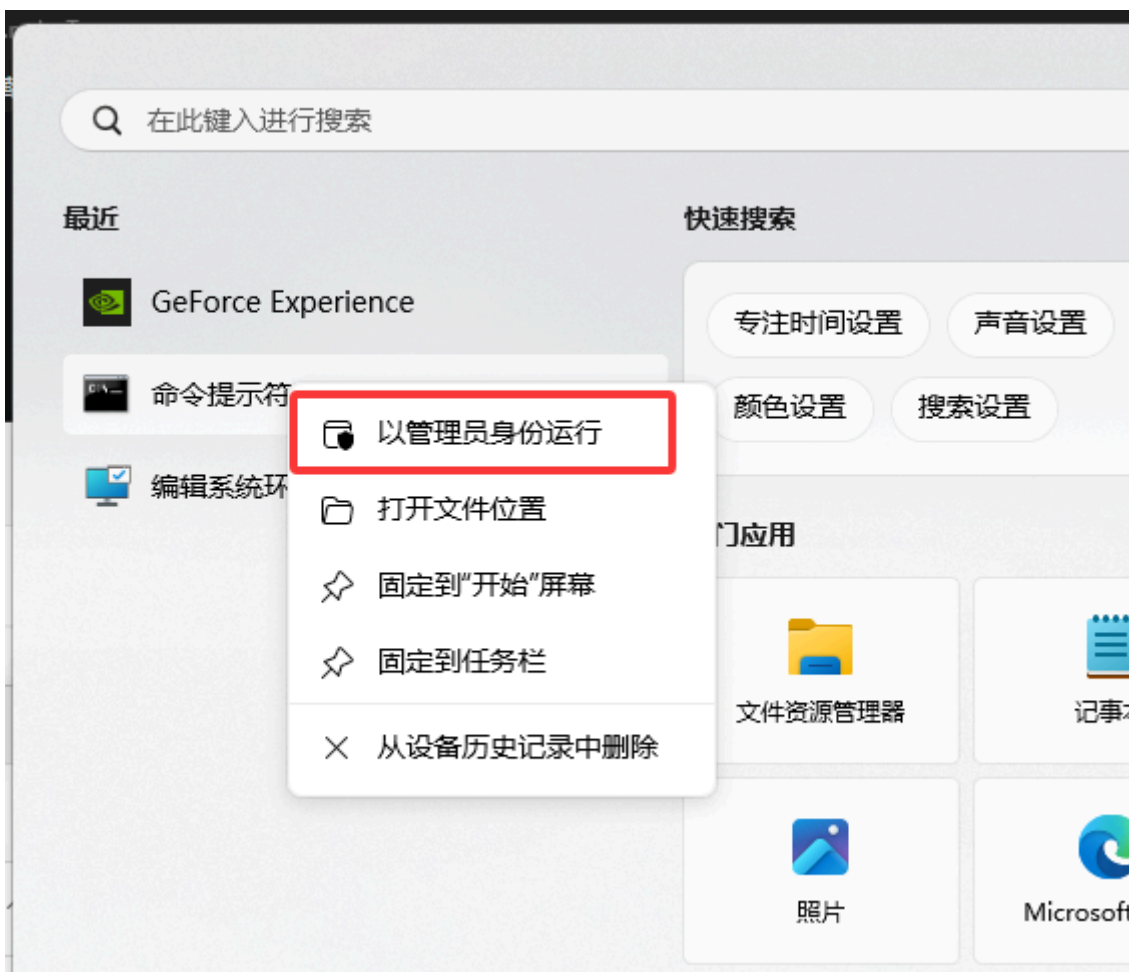 在此键入进行搜索
最近
快速搜索
GeForce Experience
专注时间设置
声音设置
命令提示符
颜色设置
搜索设置
以管理员身份运行
编辑系统环
打开文件位置
门应用
固定到“开始”屏幕
固定到任务栏
文件资源管理器
记事本
从设备历史记录中删除
照片
Microsoft